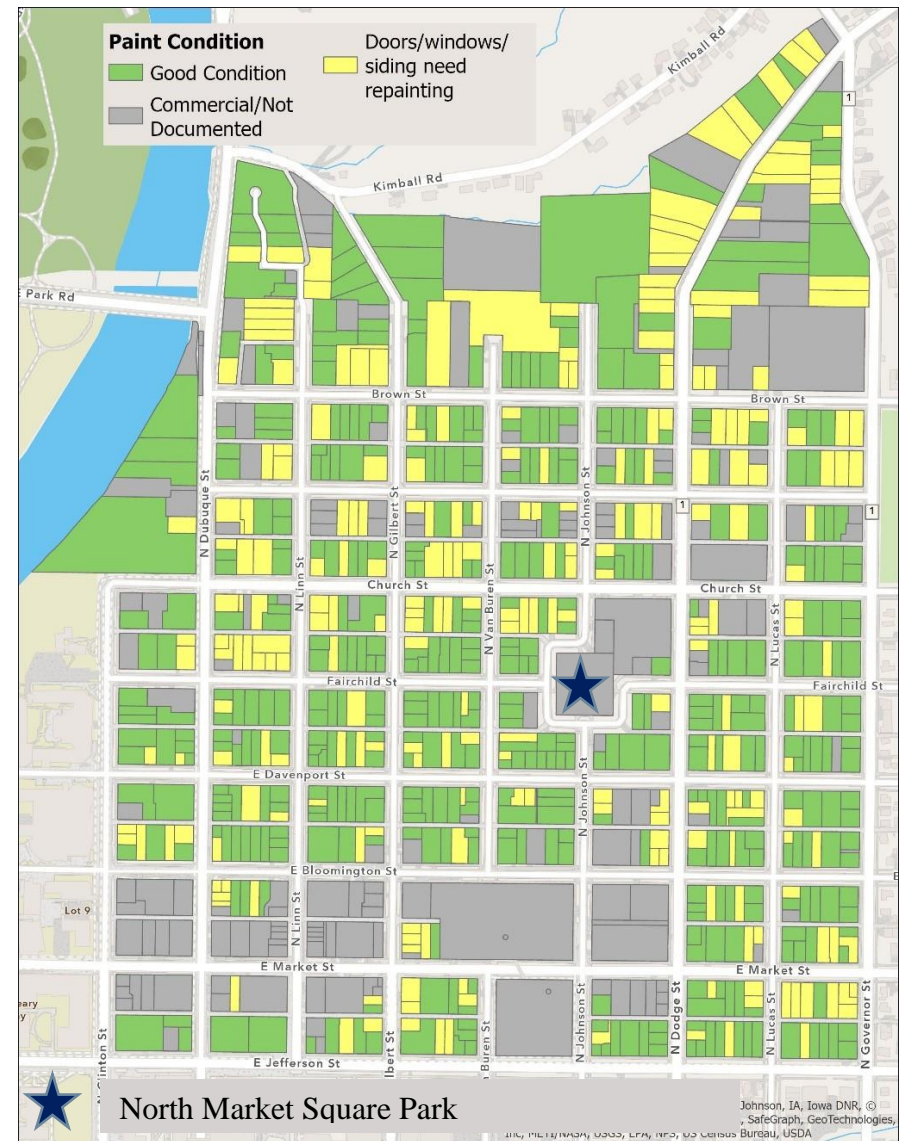 Paint Condition
Good Condition
Commercial/Not
Documented
Doors/windows/
siding need
repainting
Kimball Rd
1
Kimball Rd
Park Rd
Brown St
Brown St
N Dubuque St
N Gilbert St
N Johnson St
1
1
N Linn St
Church St
Church St
N Van Buren St
N Lucas St
Fairchild St
Fairchild St
E Davenport St
N Johnson St
E Bloomington St
Lot 9
N Linn St
E Market St
E Market St
N Dodge St
N Lucas St
N Governor St
N Johnson St
Buren St
E Jefferson St
North Market Square Park
Johnson, IA, Iowa DNR, ©
, SafeGraph, GeoTechnologies,
Inc, METI/NASA, USGS, EPA, NPS, US Census Bureau, USDA